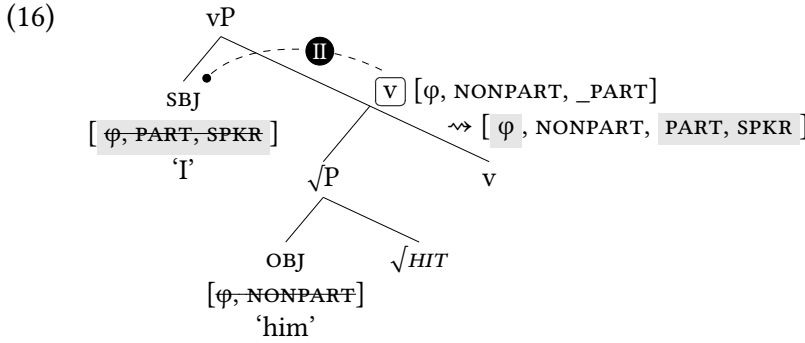 (16)
vP
II
v [φ, NONPART, _PART]
SBJ
⇝ [ φ , NONPART, PART, SPKR ]
[ φ, PART, SPKR ]
‘I’
√P
v
OBJ
√HIT
[φ, NONPART]
‘him’